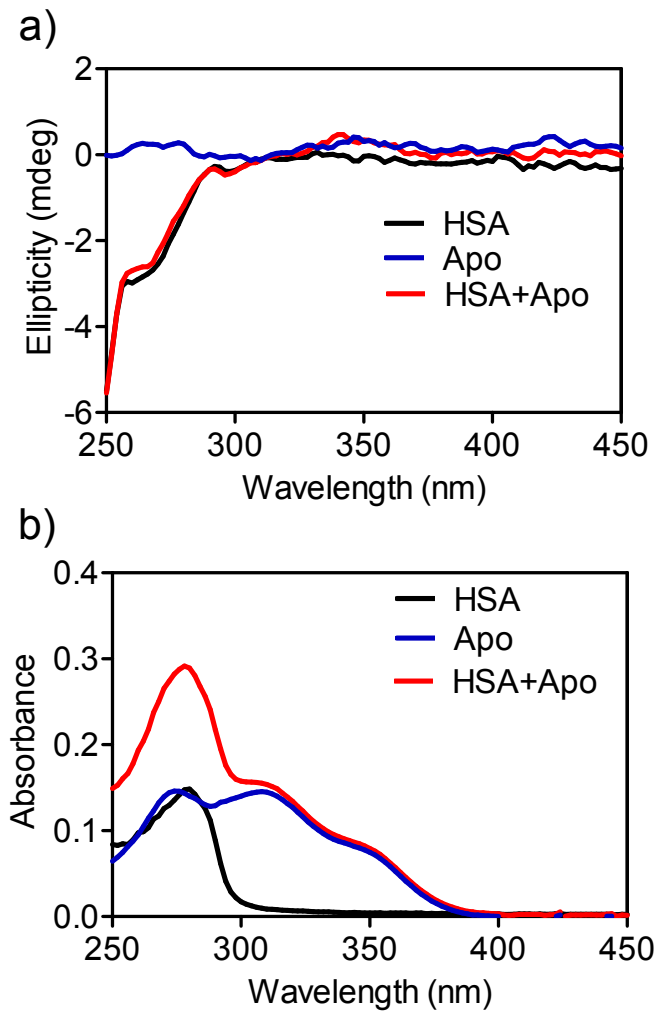 a)
2
0
-2
-4
-6
Ellipticity (mdeg)
HSA
Apo
HSA+Apo
250 300 350 400 450
Wavelength (nm)
b)
0.4
0.3
0.2
0.1
0.0
Absorbance
HSA
Apo
HSA+Apo
250 300 350 400 450
Wavelength (nm)